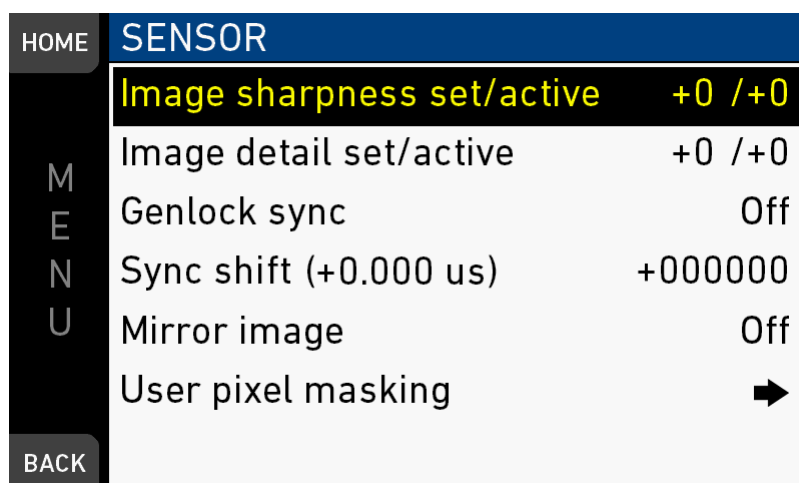 HOME SENSOR
Image sharpness set/active +0 /+0
Image detail set/active +0 /+0
Genlock sync Off
Sync shift (+0.000 us) +000000
Mirror image Off
User pixel masking
MENU
BACK